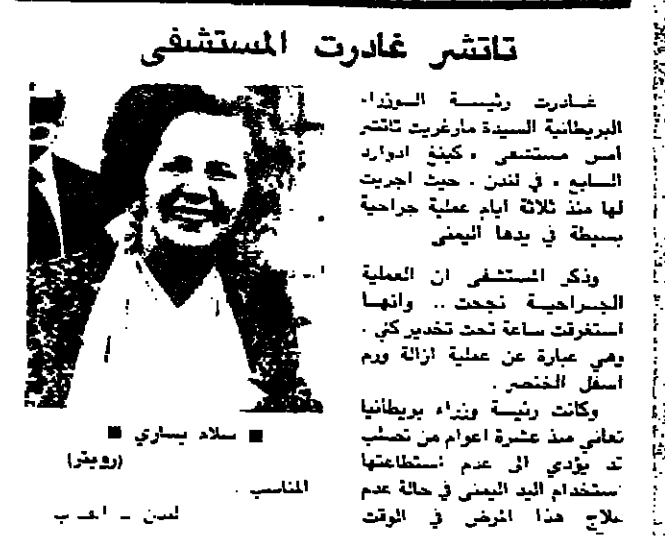 تاتشر غادرت المستشفى
غادرت رئيسة الوزراء
البريطانية السيدة مارغريت تاتشر
امس مستشفى « كينغ ادوارد
السابع » في لندن . حيث اجريت
لها منذ ثلاثة ايام عملية جراحية
بسيطة في يدها اليمنى
وذكر المستشفى ان العملية
الجراحية نجحت .. وانها
استغرقت ساعة تحت تخدير كلي .
وهي عبارة عن عملية ازالة ورم
اسفل الخنصر .
وكانت رئيسة وزراء بريطانيا
تعاني منذ عشرة اعوام من تصلب
قد يؤدي الى عدم استطاعتها
استخدام اليد اليمنى في حالة عدم
علاج هذا المرض في الوقت
المناسب .
لندن ـ ا ف ب
■ سلام يساري ■
(رويتر)